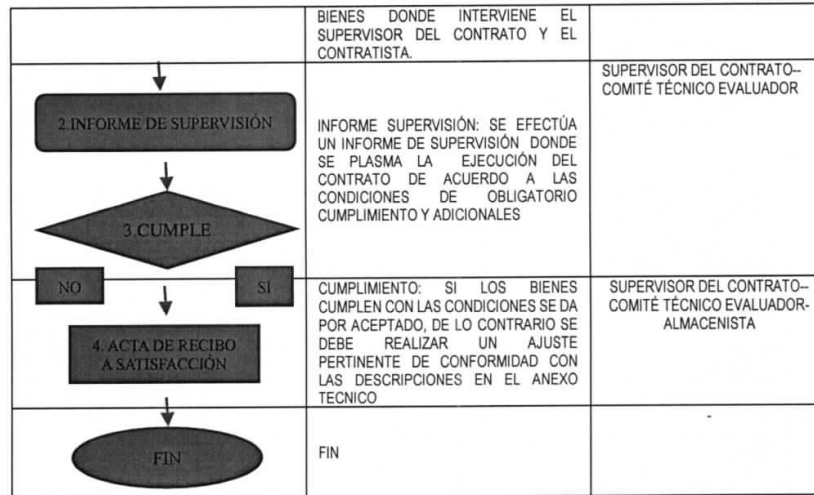 BIENES DONDE INTERVIENE EL
SUPERVISOR DEL CONTRATO Y EL
CONTRATISTA.
2.INFORME DE SUPERVISIÓN
3.CUMPLE
INFORME SUPERVISIÓN: SE EFECTÚA
UN INFORME DE SUPERVISIÓN DONDE
SE PLASMA LA EJECUCIÓN DEL
CONTRATO DE ACUERDO A LAS
CONDICIONES DE OBLIGATORIO
CUMPLIMIENTO Y ADICIONALES
SUPERVISOR DEL CONTRATO--
COMITÉ TÉCNICO EVALUADOR
NO
SI
4. ACTA DE RECIBO
A SATISFACCIÓN
CUMPLIMIENTO: SI LOS BIENES
CUMPLEN CON LAS CONDICIONES SE DA
POR ACEPTADO, DE LO CONTRARIO SE
DEBE REALIZAR UN AJUSTE
PERTINENTE DE CONFORMIDAD CON
LAS DESCRIPCIONES EN EL ANEXO
TECNICO
SUPERVISOR DEL CONTRATO--
COMITÉ TÉCNICO EVALUADOR-
ALMACENISTA
FIN
FIN
-